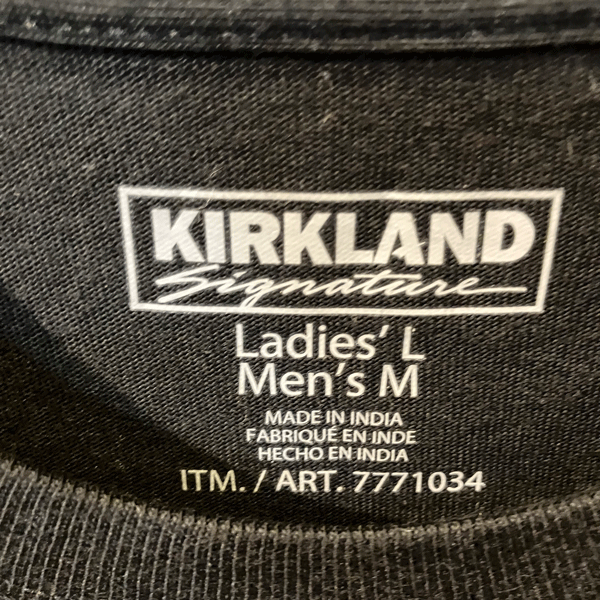 KIRKLAND
Signature
Ladies' L
Men's M
MADE IN INDIA
FABRIQUÉ EN INDE
HECHO EN INDIA
ITM. / ART. 7771034